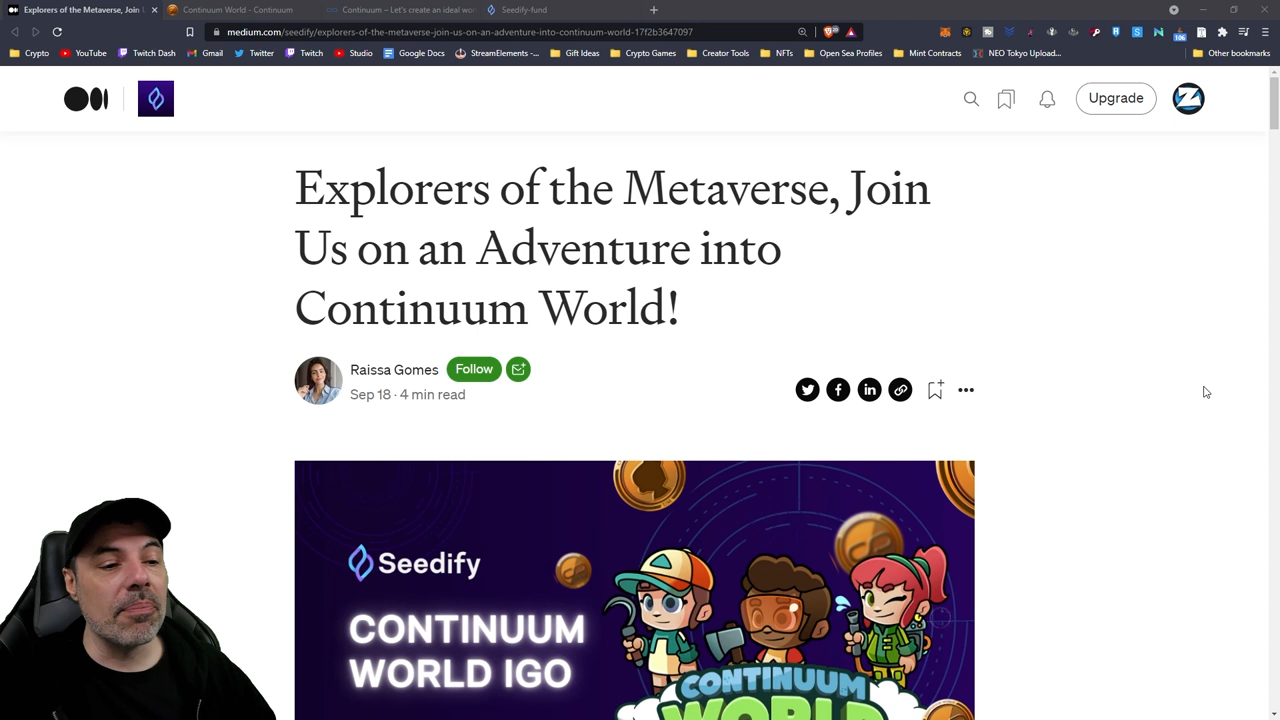 Explorers of the Metaverse, Join U
Continuum World - Continuum
Continuum – Let's create an ideal wor
Seedify-fund
medium.com/seedify/explorers-of-the-metaverse-join-us-on-an-adventure-into-continuum-world-17f2b3647097
Crypto
YouTube
Twitch Dash
Gmail
Twitter
Twitch
Studio
Google Docs
StreamElements -...
Gift Ideas
Crypto Games
Creator Tools
NFTs
Open Sea Profiles
Mint Contracts
NEO Tokyo Upload...
Other bookmarks
Upgrade
Explorers of the Metaverse, Join
Us on an Adventure into
Continuum World!
Raissa Gomes
Follow
Sep 18 · 4 min read
Seedify
CONTINUUM
WORLD IGO
CONTINUUM
WORLD